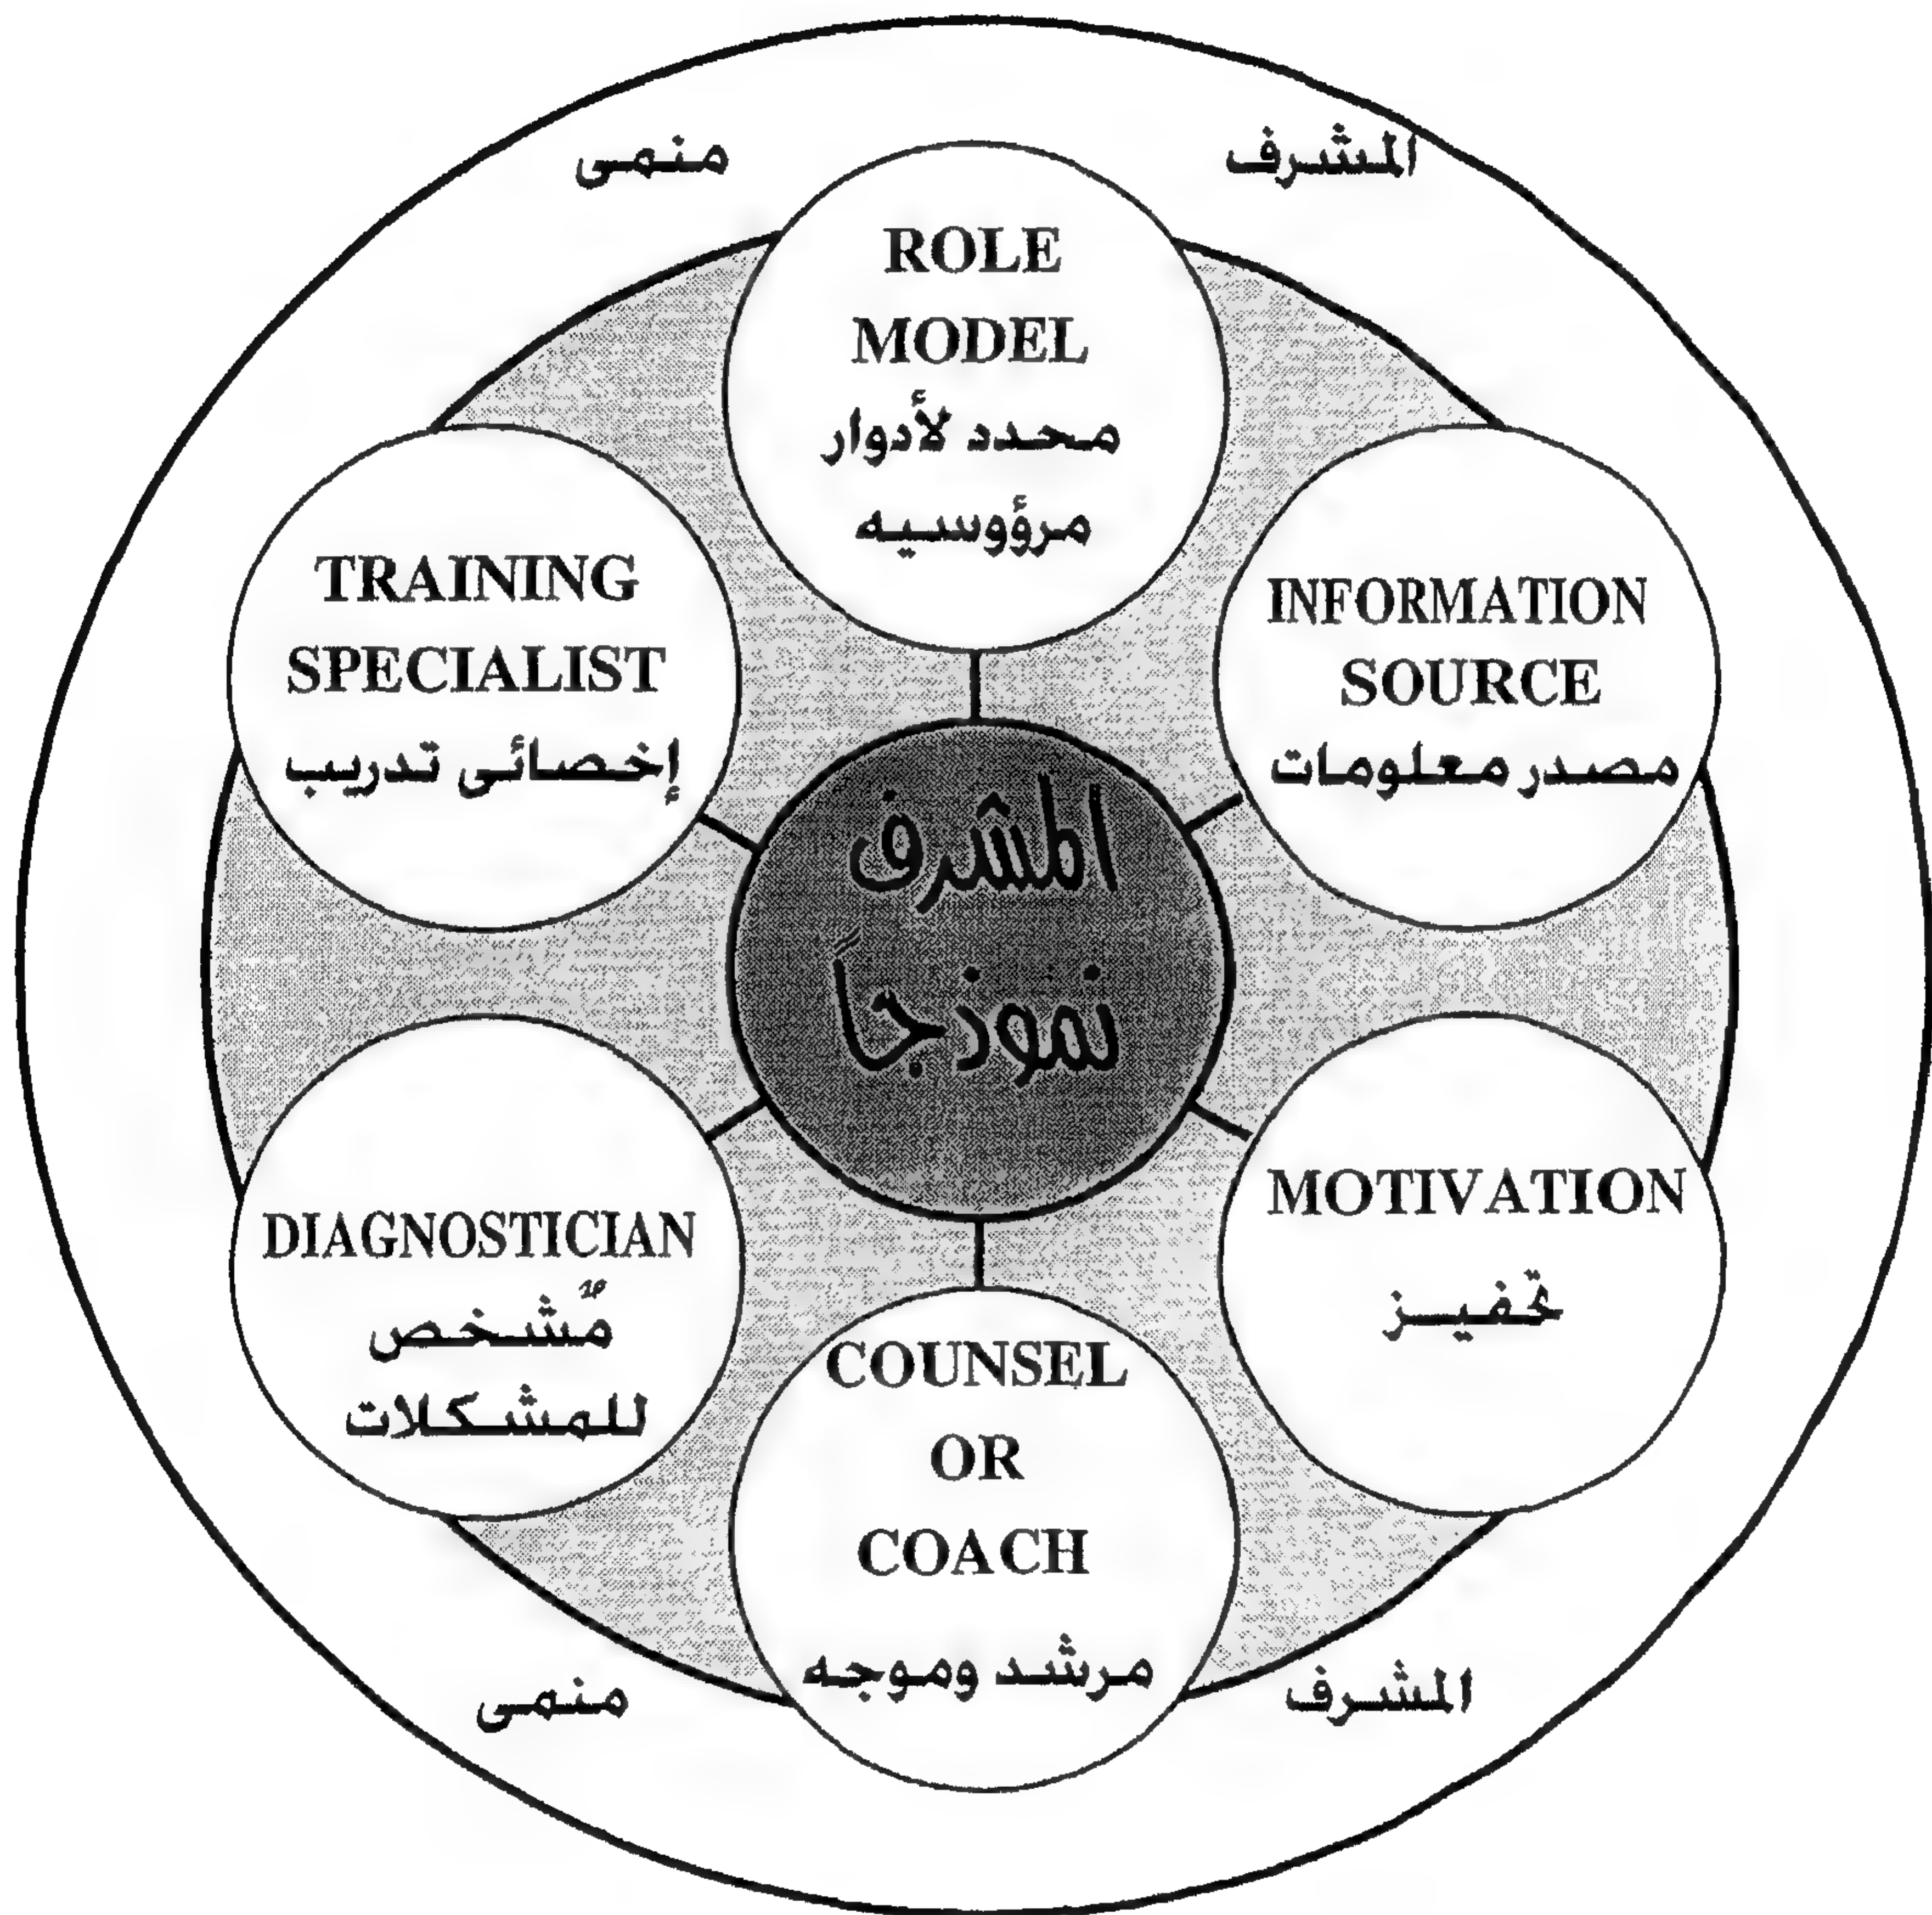 المشرف
منمى
ROLE
MODEL
محدد لأدوار
مرؤوسيه
INFORMATION
SOURCE
مصدر معلومات
TRAINING
SPECIALIST
إخصائى تدريب
المشرف
نموذجاً
MOTIVATION
تحفيز
DIAGNOSTICIAN
مُشخص
للمشكلات
COUNSEL
OR
COACH
مرشد وموجه
المشرف
منمى